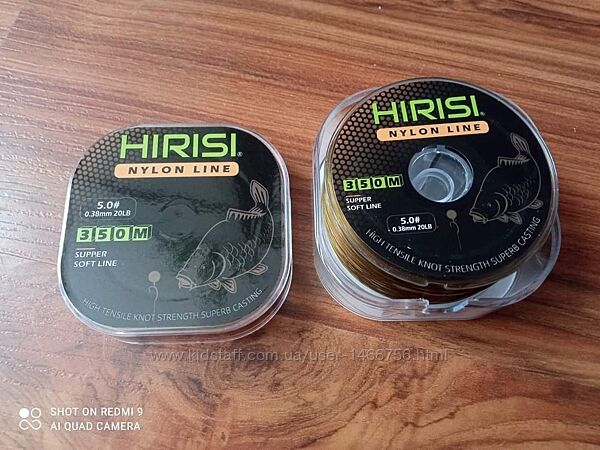 HIRISI®
NYLON LINE
5.0#
0.38mm 20LB
350M
SUPPER
SOFT LINE
HIGH TENSILE KNOT STRENGTH SUPERB CASTING
HIRISI®
NYLON LINE
350M
SUPPER
SOFT LINE
5.0#
0.38mm 20LB
HIGH TENSILE KNOT STRENGTH SUPERB CASTING
www.kidstaff.com.ua/user-1466756.html
SHOT ON REDMI 9
AI QUAD CAMERA